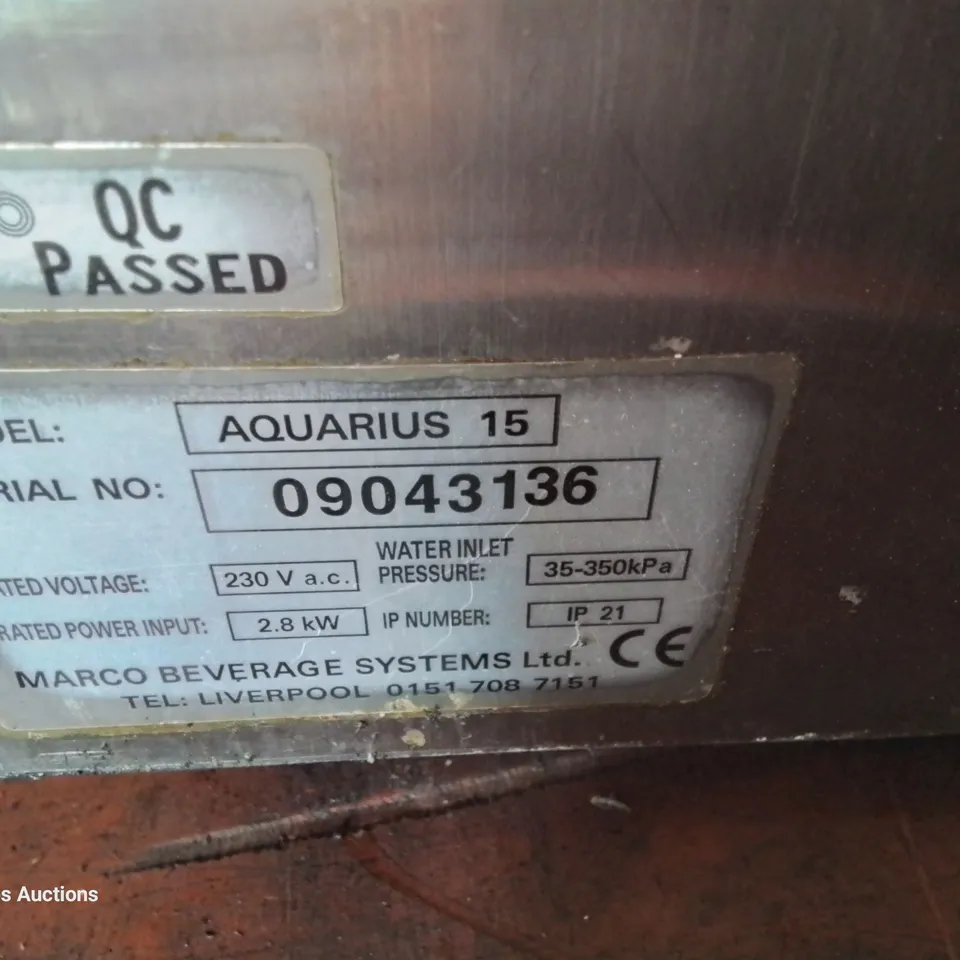 QC
PASSED
DEL: AQUARIUS 15
RIAL NO: 09043136
WATER INLET
ATED VOLTAGE: 230 V a.c. PRESSURE: 35-350kPa
RATED POWER INPUT: 2.8 kW IP NUMBER: IP 21
MARCO BEVERAGE SYSTEMS Ltd. CE
TEL: LIVERPOOL 0151 708 7151
s Auctions